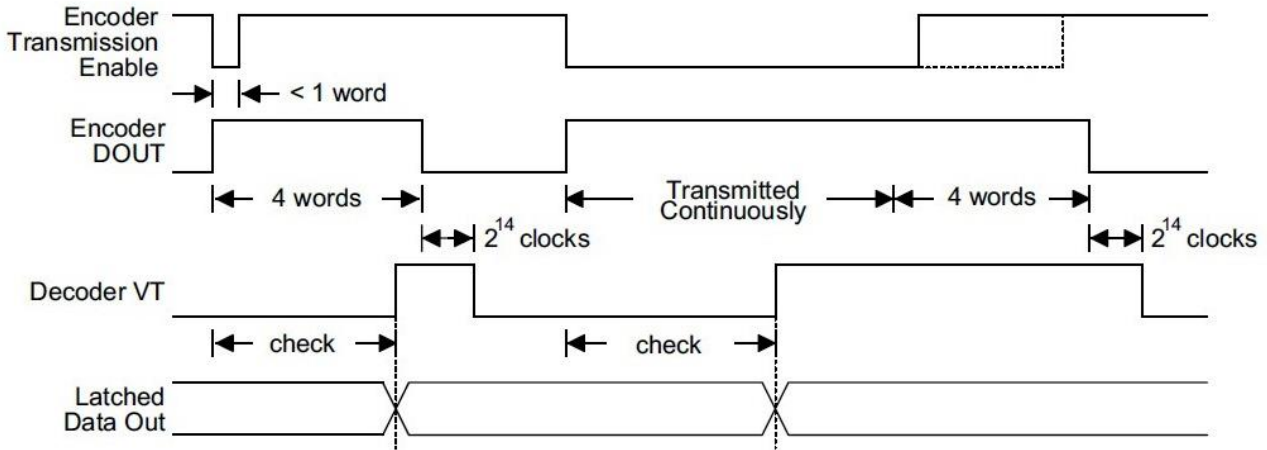 Encoder
Transmission
Enable
< 1 word
Encoder
DOUT
4 words
Transmitted
Continuously
4 words
2^14 clocks
2^14 clocks
Decoder VT
check
check
Latched
Data Out